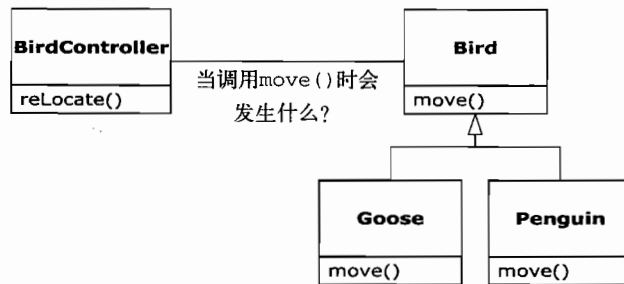 BirdController
reLocate()
当调用move()时会
发生什么?
Bird
move()
Goose
move()
Penguin
move()